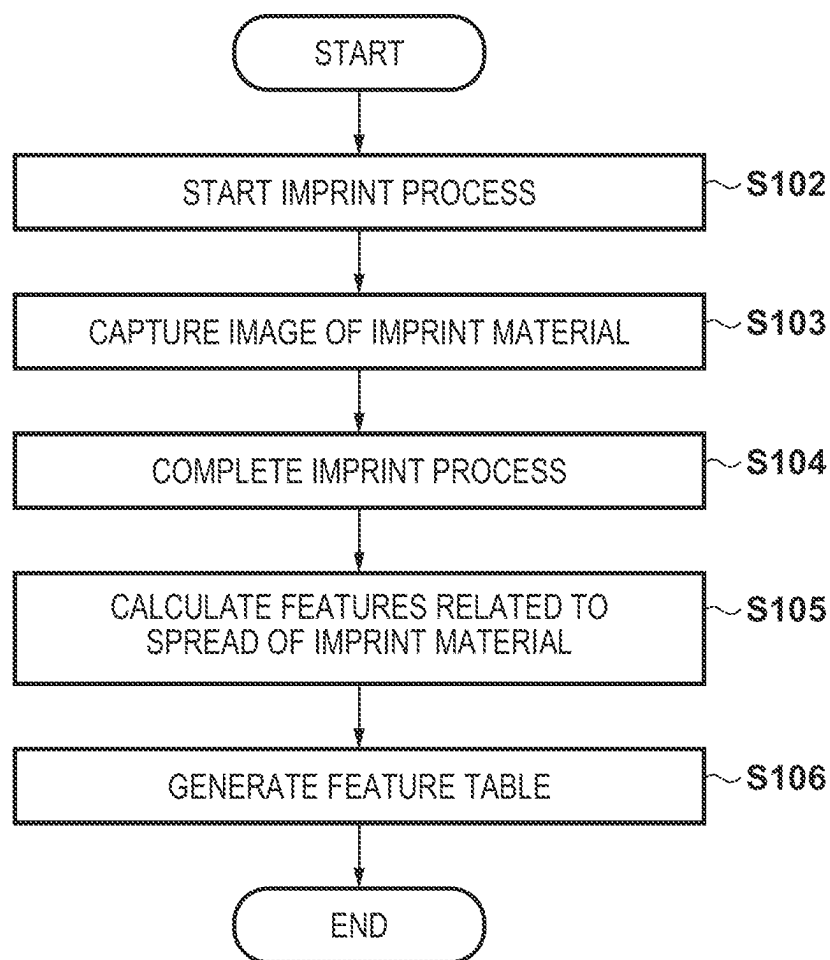 START
START IMPRINT PROCESS
S102
CAPTURE IMAGE OF IMPRINT MATERIAL
S103
COMPLETE IMPRINT PROCESS
S104
CALCULATE FEATURES RELATED TO
SPREAD OF IMPRINT MATERIAL
S105
GENERATE FEATURE TABLE
S106
END